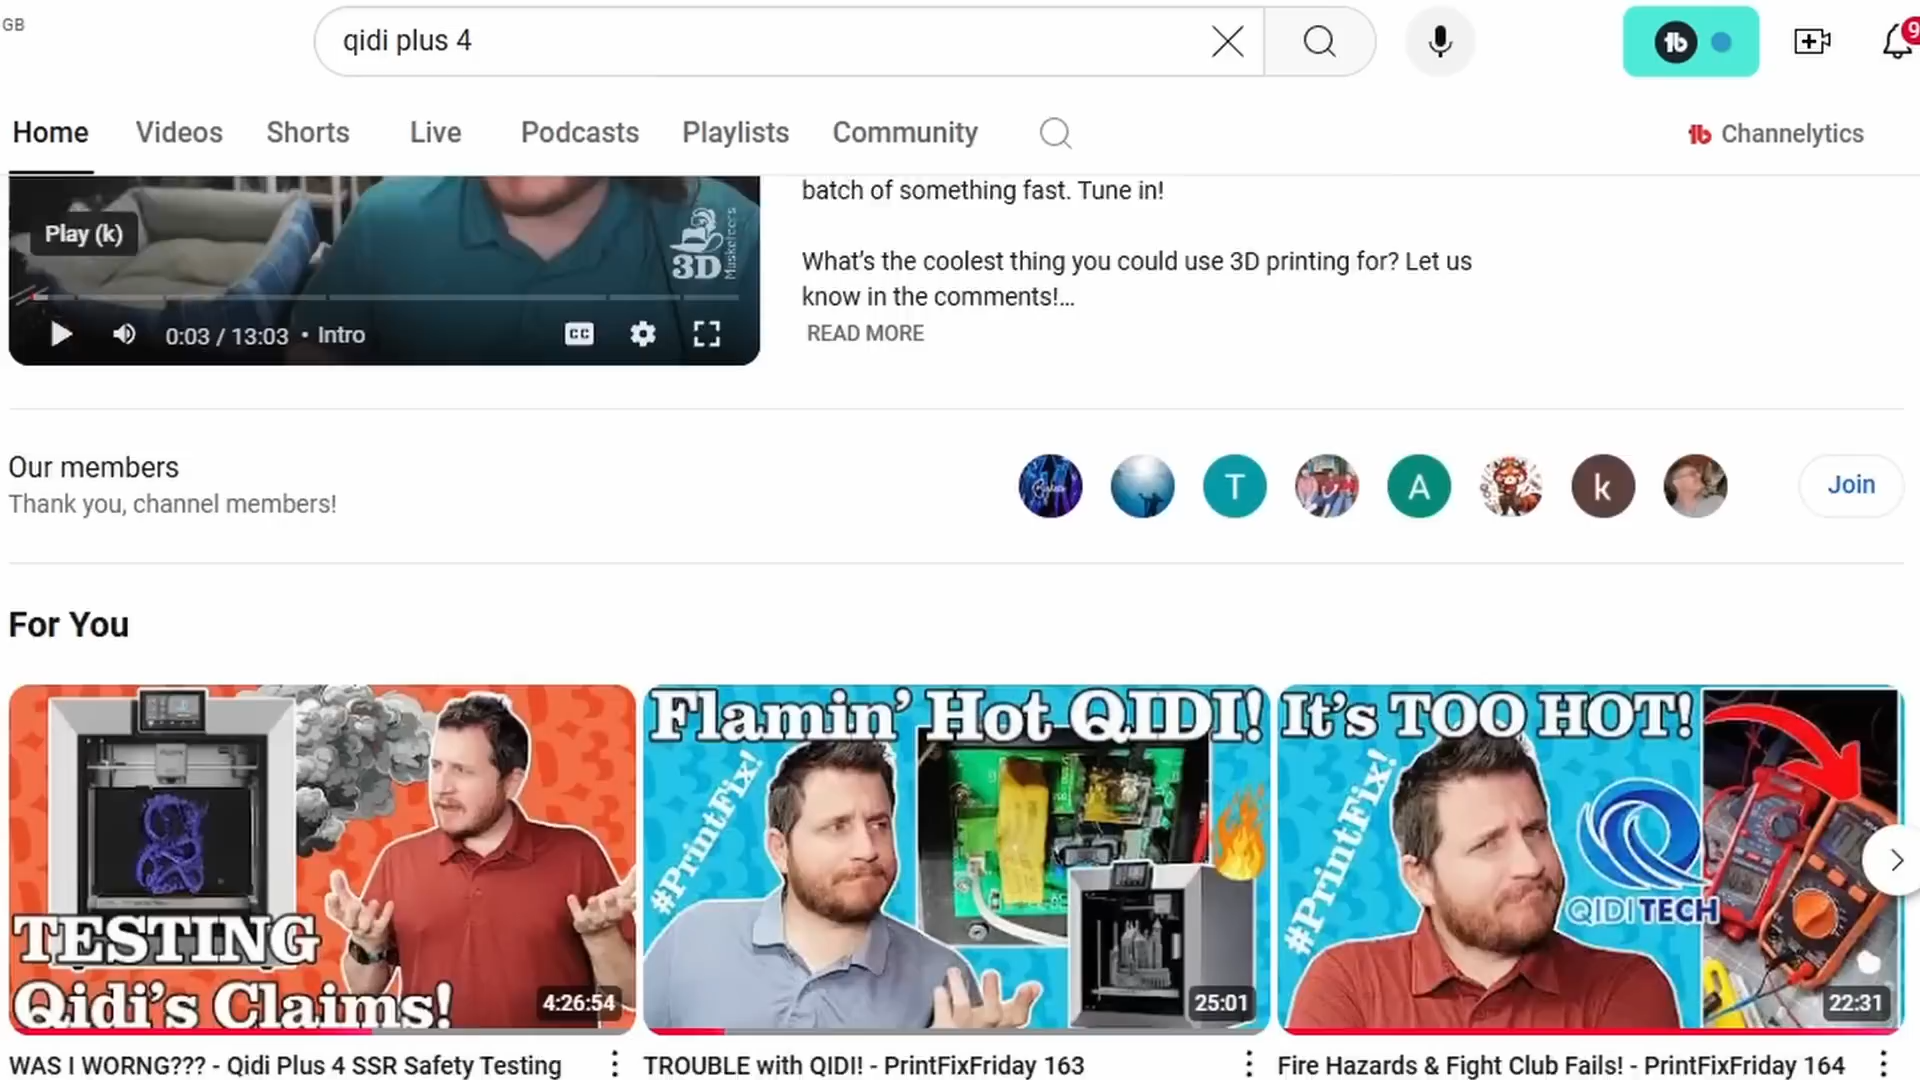 GB
qidi plus 4
9
Home Videos Shorts Live Podcasts Playlists Community
Channelytics
batch of something fast. Tune in!
What's the coolest thing you could use 3D printing for? Let us
know in the comments!...
READ MORE
Play (k)
3D
Musketeers
0:03 / 13:03 • Intro
CC
Our members
Thank you, channel members!
T
A
k
Join
For You
TESTING
Qidi's Claims!
4:26:54
Flamin' Hot QIDI!
#PrintFix!
25:01
It's TOO HOT!
#PrintFix!
QIDI TECH
22:31
WAS I WORNG??? - Qidi Plus 4 SSR Safety Testing
TROUBLE with QIDI! - PrintFixFriday 163
Fire Hazards & Fight Club Fails! - PrintFixFriday 164